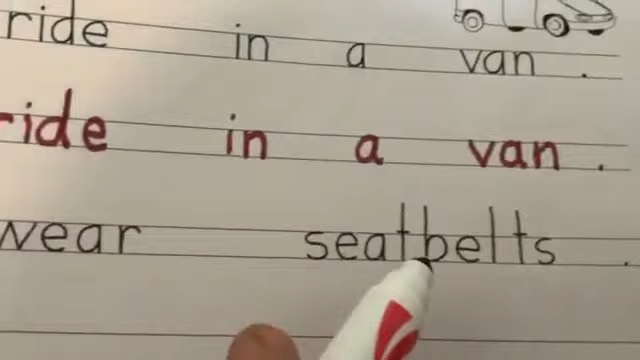 ride in a van .
ride in a van .
wear seatbelts .